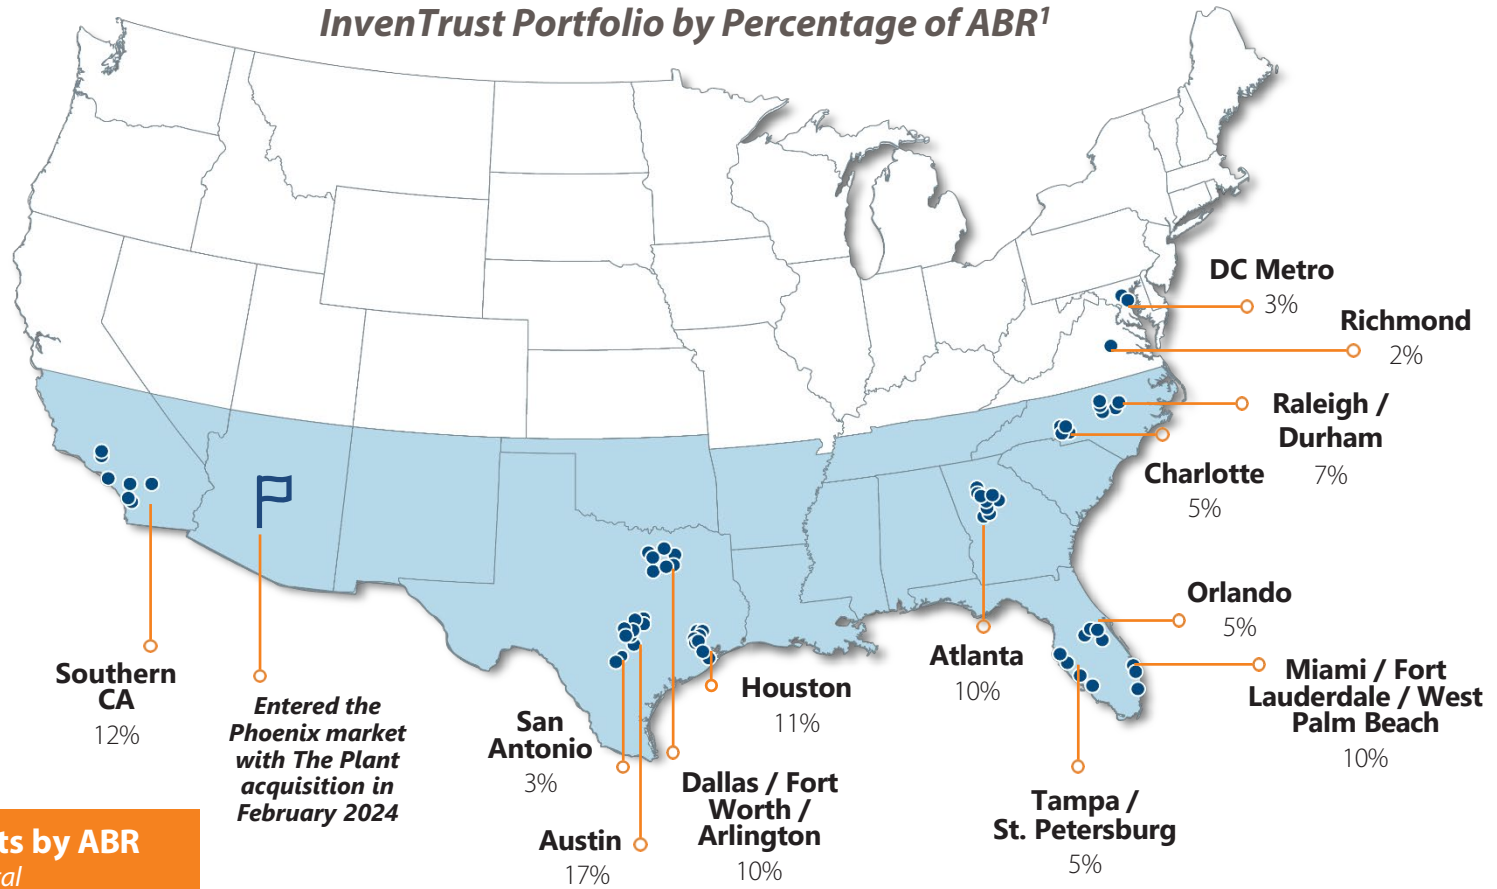 InvenTrust Portfolio by Percentage of ABR¹
DC Metro
3%
Richmond
2%
Raleigh /
Durham
7%
Charlotte
5%
Orlando
5%
Atlanta
10%
Miami / Fort
Lauderdale / West
Palm Beach
10%
Southern
CA
12%
Entered the
Phoenix market
with The Plant
acquisition in
February 2024
San
Antonio
3%
Houston
11%
Dallas / Fort
Worth /
Arlington
10%
Austin
17%
Tampa /
St. Petersburg
5%
ts by ABR